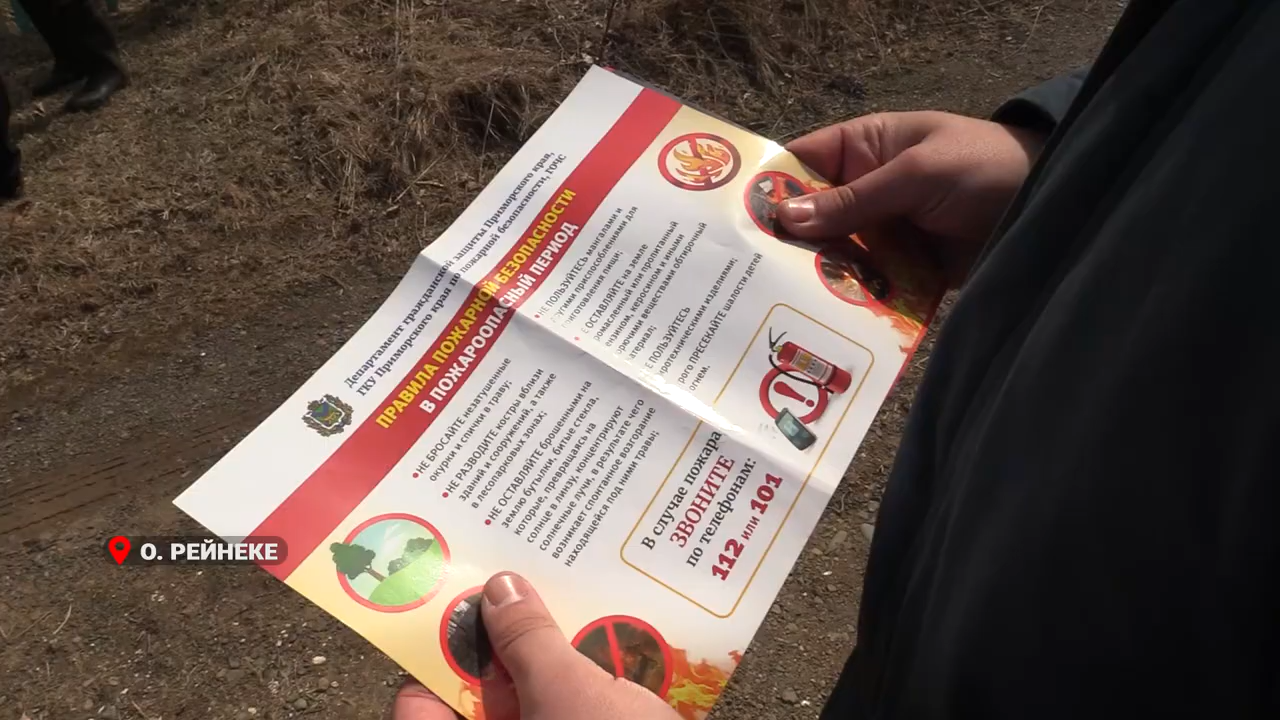 Департамент гражданской защиты Приморского края,
ГКУ Приморского края по пожарной безопасности, ГОЧС
ПРАВИЛА ПОЖАРНОЙ БЕЗОПАСНОСТИ
В ПОЖАРООПАСНЫЙ ПЕРИОД
•НЕ БРОСАЙТЕ незатушенные
окурки и спички в траву;
•НЕ РАЗВОДИТЕ костры вблизи
зданий и сооружений, а также
в лесопарковых зонах;
•НЕ ОСТАВЛЯЙТЕ брошенными на
землю бутылки, битые стекла,
которые, превращаясь на
солнце в линзу, концентрируют
солнечные лучи, в результате чего
возникает спонтанное возгорание
находящейся под ними травы;
•НЕ ПОЛЬЗУЙТЕСЬ мангалами и
другими приспособлениями для
приготовления пищи;
•НЕ ОСТАВЛЯЙТЕ на земле
промасленный или пропитанный
бензином, керосином и иными
горючими веществами обтирочный
материал;
НЕ ПОЛЬЗУЙТЕСЬ
пиротехническими изделиями;
ПРЕСЕКАЙТЕ шалости детей
огнем.
В случае пожара
ЗВОНИТЕ
по телефонам:
112 или 101
О. РЕЙНЕКЕ